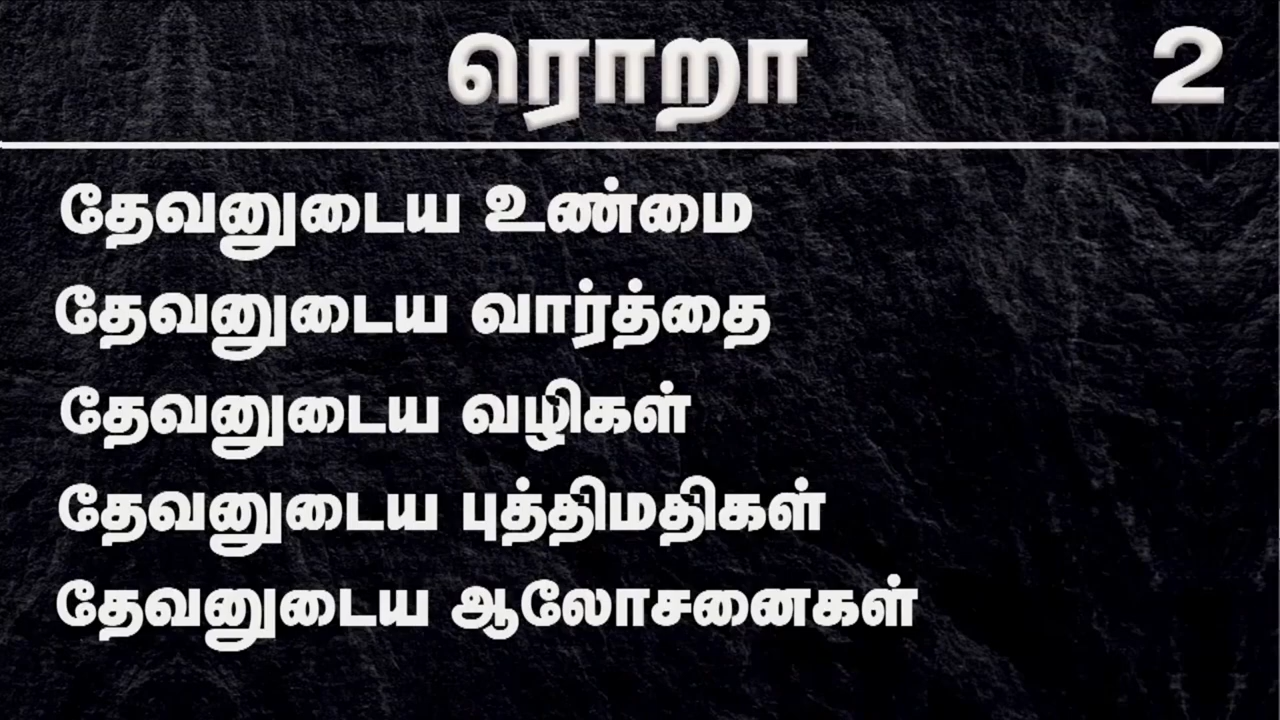 ரொறா
2
தேவனுடைய உண்மை
தேவனுடைய வார்த்தை
தேவனுடைய வழிகள்
தேவனுடைய புத்திமதிகள்
தேவனுடைய ஆலோசனைகள்